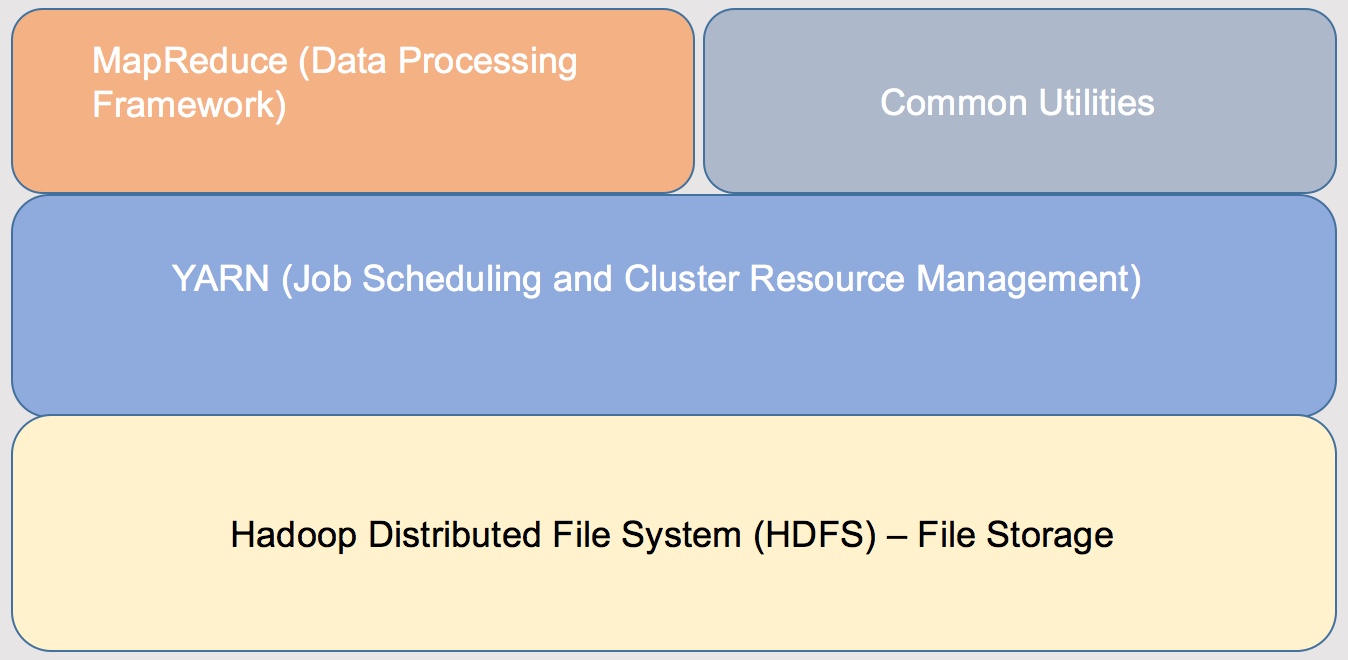 MapReduce (Data Processing
Framework)
Common Utilities
YARN (Job Scheduling and Cluster Resource Management)
Hadoop Distributed File System (HDFS) – File Storage